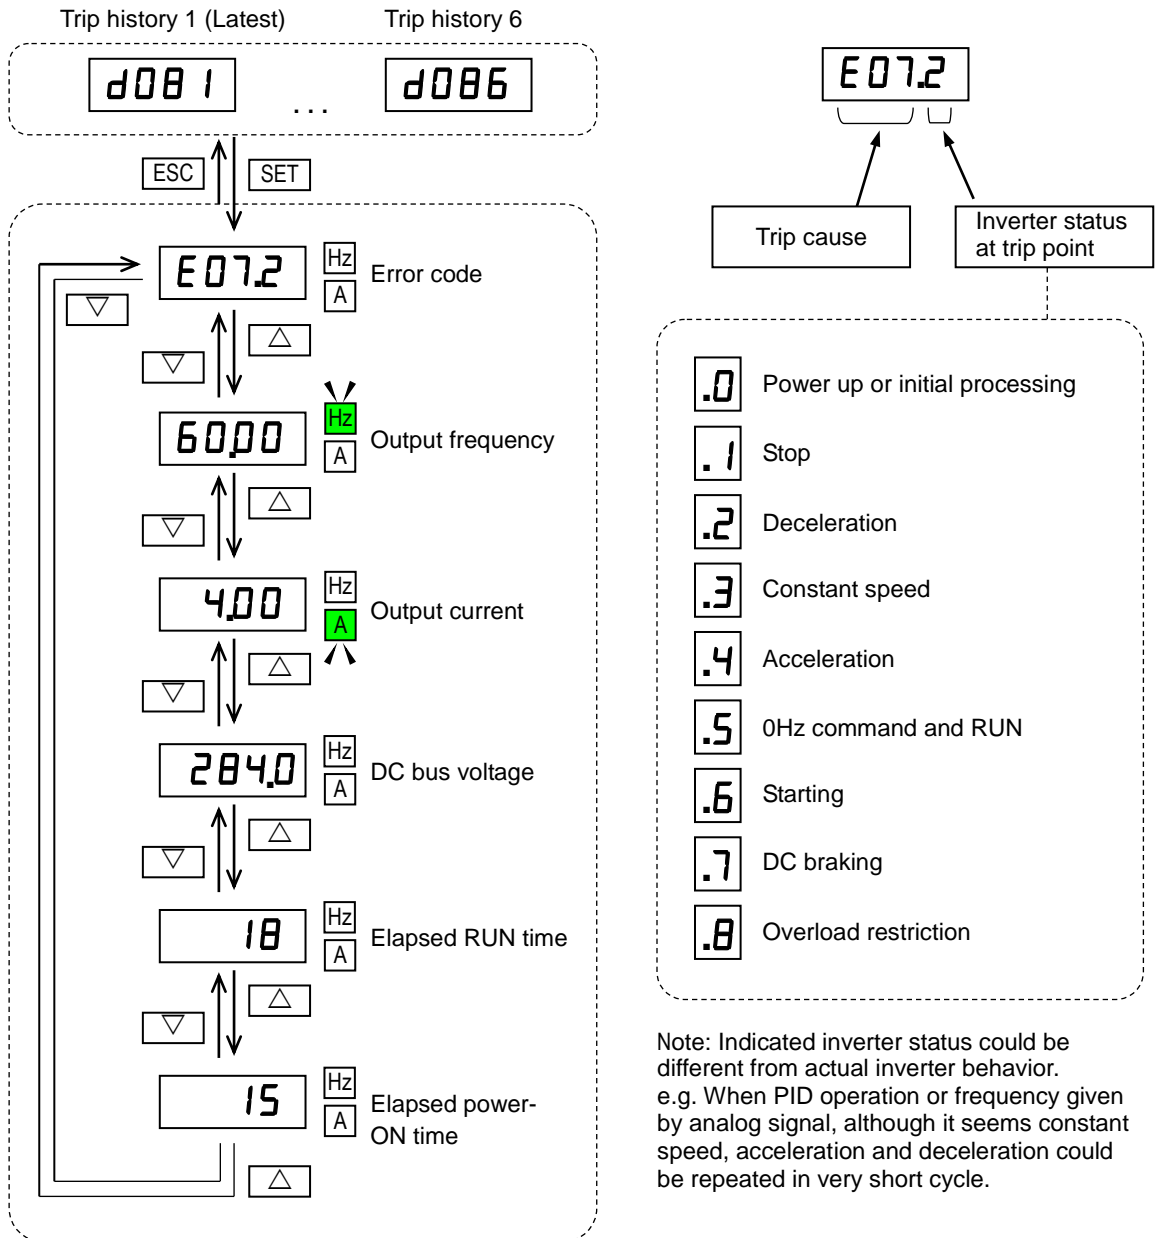 Trip history 1 (Latest)
Trip history 6
d081
...
d086
ESC
SET
E07.2
Hz
A
Error code
60.00
Hz
A
Output frequency
4.00
Hz
A
Output current
284.0
Hz
A
DC bus voltage
18
Hz
A
Elapsed RUN time
15
Hz
A
Elapsed power-
ON time
E07.2
Trip cause
Inverter status
at trip point
.0 Power up or initial processing
.1 Stop
.2 Deceleration
.3 Constant speed
.4 Acceleration
.5 0Hz command and RUN
.6 Starting
.7 DC braking
.8 Overload restriction
Note: Indicated inverter status could be
different from actual inverter behavior.
e.g. When PID operation or frequency given
by analog signal, although it seems constant
speed, acceleration and deceleration could
be repeated in very short cycle.